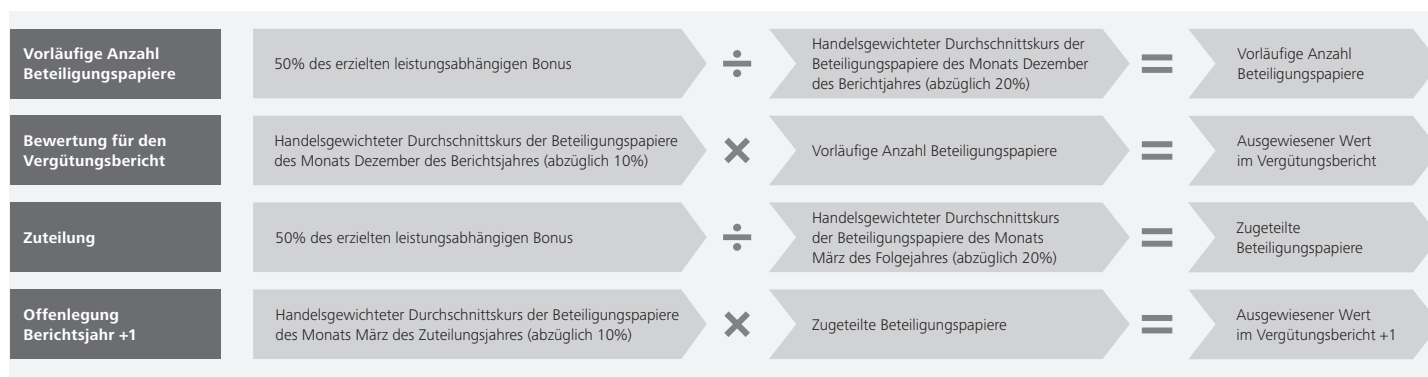 Vorläufige Anzahl
Beteiligungspapiere
50% des erzielten leistungsabhängigen Bonus
÷
Handelsgewichteter Durchschnittskurs der
Beteiligungspapiere des Monats Dezember
des Berichtjahres (abzüglich 20%)
=
Vorläufige Anzahl
Beteiligungspapiere
Bewertung für den
Vergütungsbericht
Handelsgewichteter Durchschnittskurs der Beteiligungspapiere
des Monats Dezember des Berichtsjahres (abzüglich 10%)
×
Vorläufige Anzahl Beteiligungspapiere
=
Ausgewiesener Wert
im Vergütungsbericht
Zuteilung
50% des erzielten leistungsabhängigen Bonus
÷
Handelsgewichteter Durchschnittskurs
der Beteiligungspapiere des Monats
März des Folgejahres (abzüglich 20%)
=
Zugeteilte
Beteiligungspapiere
Offenlegung
Berichtsjahr +1
Handelsgewichteter Durchschnittskurs der Beteiligungspapiere
des Monats März des Zuteilungsjahres (abzüglich 10%)
×
Zugeteilte Beteiligungspapiere
=
Ausgewiesener Wert
im Vergütungsbericht +1